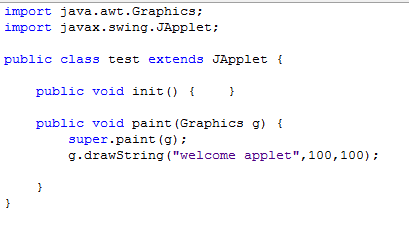 import java.awt.Graphics;
import javax.swing.JApplet;
public class test extends JApplet {
public void init() {    }
public void paint(Graphics g) {
super.paint(g);
g.drawString("welcome applet",100,100);
}
}